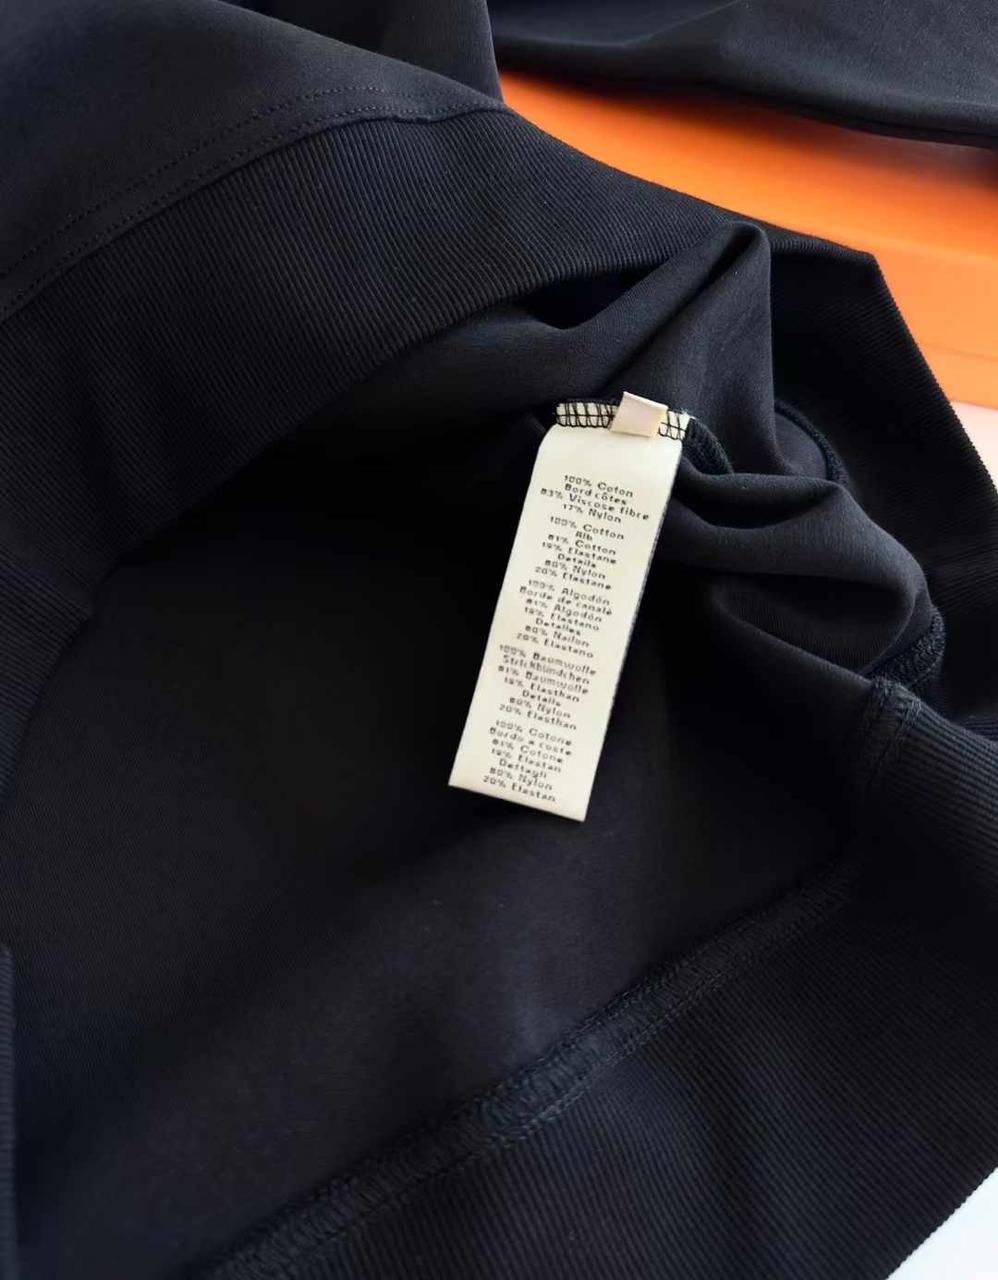 100% Coton
Bord côtes
83% Viscose fibre
17% Nylon
100% Cotton
Rib
81% Cotton
19% Elastane
Details
80% Nylon
20% Elastane
100% Algodón
Borde de canalé
81% Algodón
19% Elastano
Detalles
80% Nailon
20% Elastano
100% Baumwolle
Strickbündchen
81% Baumwolle
19% Elasthan
Details
80% Nylon
20% Elasthan
100% Cotone
Bordo a coste
81% Cotone
19% Elastan
Dettagli
80% Nylon
20% Elastan